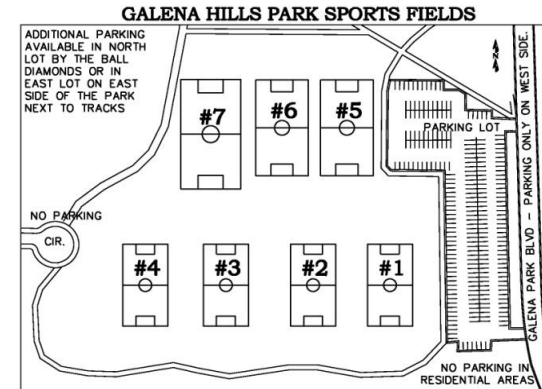 GALENA HILLS PARK SPORTS FIELDS
ADDITIONAL PARKING
AVAILABLE IN NORTH
LOT BY THE BALL
DIAMONDS OR IN
EAST LOT ON EAST
SIDE OF THE PARK
NEXT TO TRACKS
#7
#6
#5
PARKING LOT
GALENA PARK BLVD - PARKING ONLY ON WEST SIDE.
NO PARKING
CIR.
#4
#3
#2
#1
NO PARKING IN
RESIDENTIAL AREAS